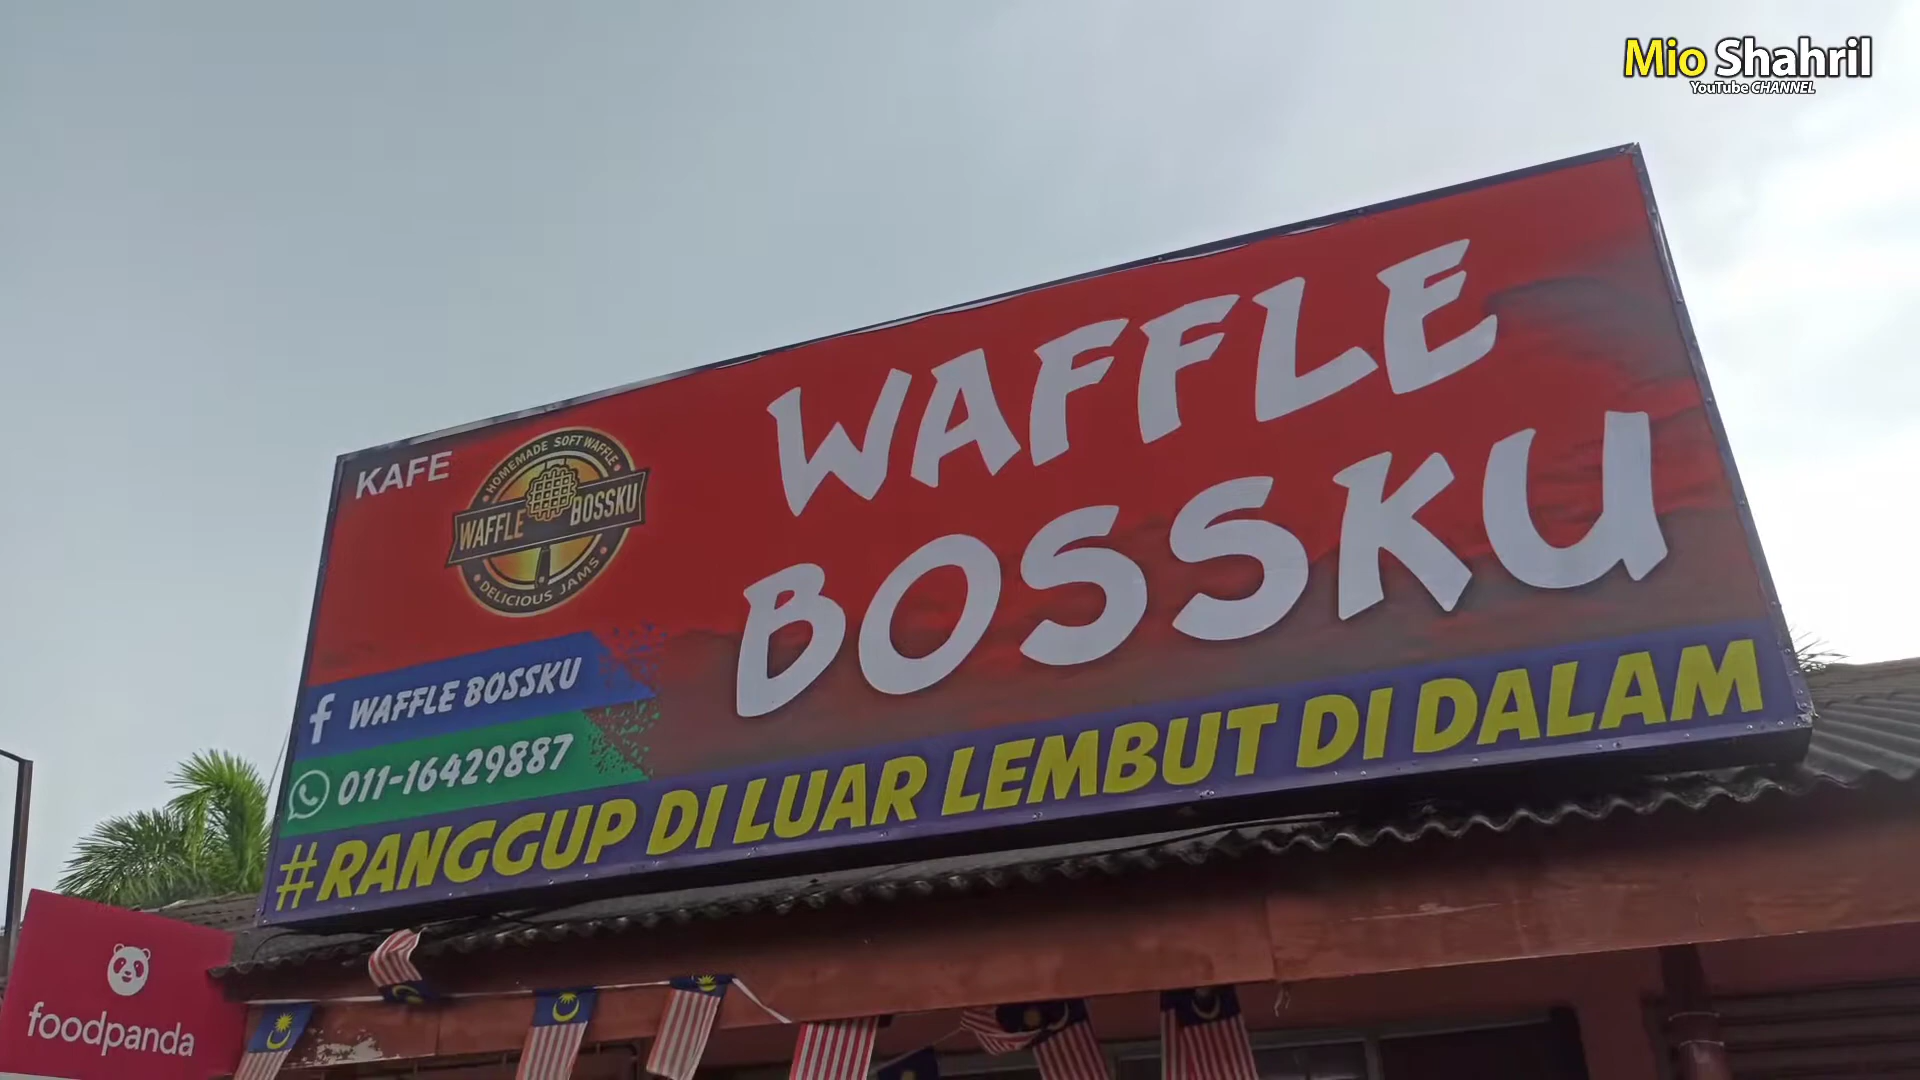 Mio Shahril
YouTube CHANNEL
KAFE
HOMEMADE SOFT WAFFLE
WAFFLE BOSSKU
DELICIOUS JAMS
WAFFLE
BOSSKU
f WAFFLE BOSSKU
011-16429887
#RANGGUP DI LUAR LEMBUT DI DALAM
foodpanda